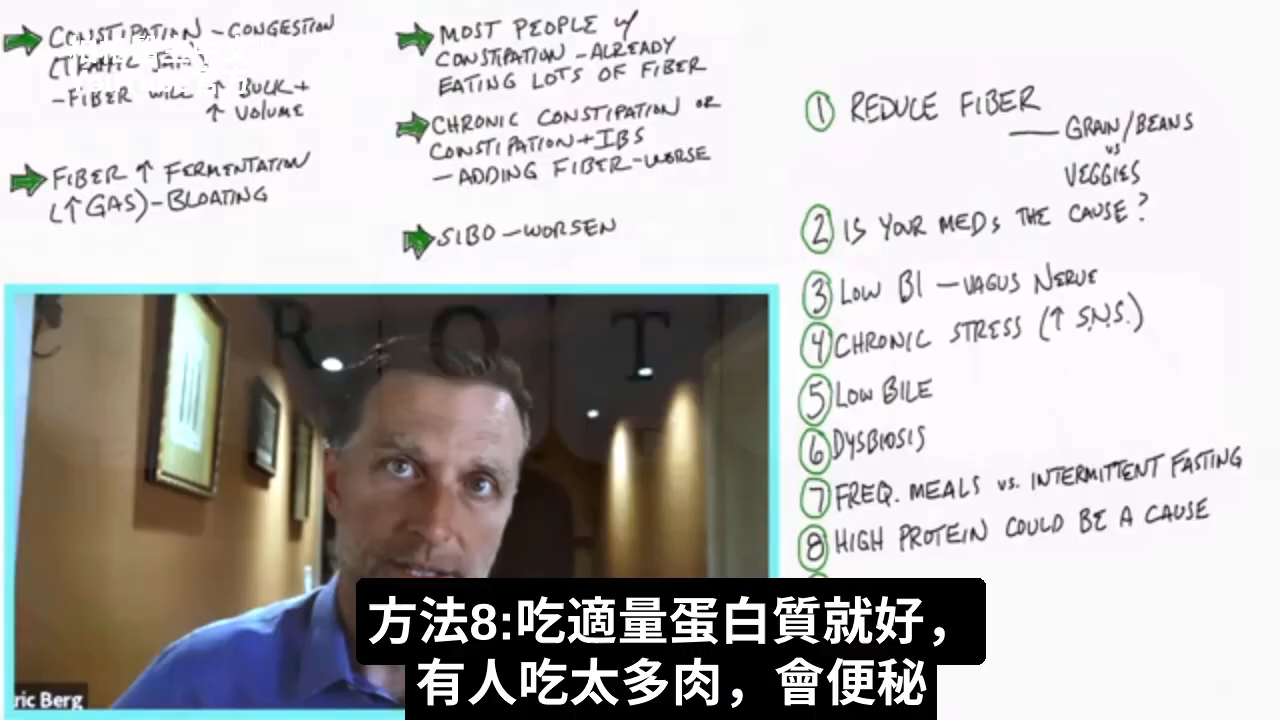 CONSTIPATION - CONGESTION
(TRAFFIC JAM)
- FIBER WILL ↑ BULK +
↑ VOLUME
FIBER ↑ FERMENTATION
(↑ GAS) - BLOATING
MOST PEOPLE w/
CONSTIPATION - ALREADY
EATING LOTS OF FIBER
CHRONIC CONSTIPATION OR
CONSTIPATION + IBS
- ADDING FIBER - WORSE
SIBO - WORSEN
1 REDUCE FIBER
— GRAIN/BEANS
vs
VEGGIES
2 IS YOUR MEDS THE CAUSE?
3 LOW B1 - VAGUS NERVE
4 CHRONIC STRESS (↑ S.N.S.)
5 LOW BILE
6 DYSBIOSIS
7 FREQ. MEALS vs. INTERMITTENT FASTING
8 HIGH PROTEIN COULD BE A CAUSE
R O T
ric Berg
方法8:吃適量蛋白質就好，
有人吃太多肉，會便秘